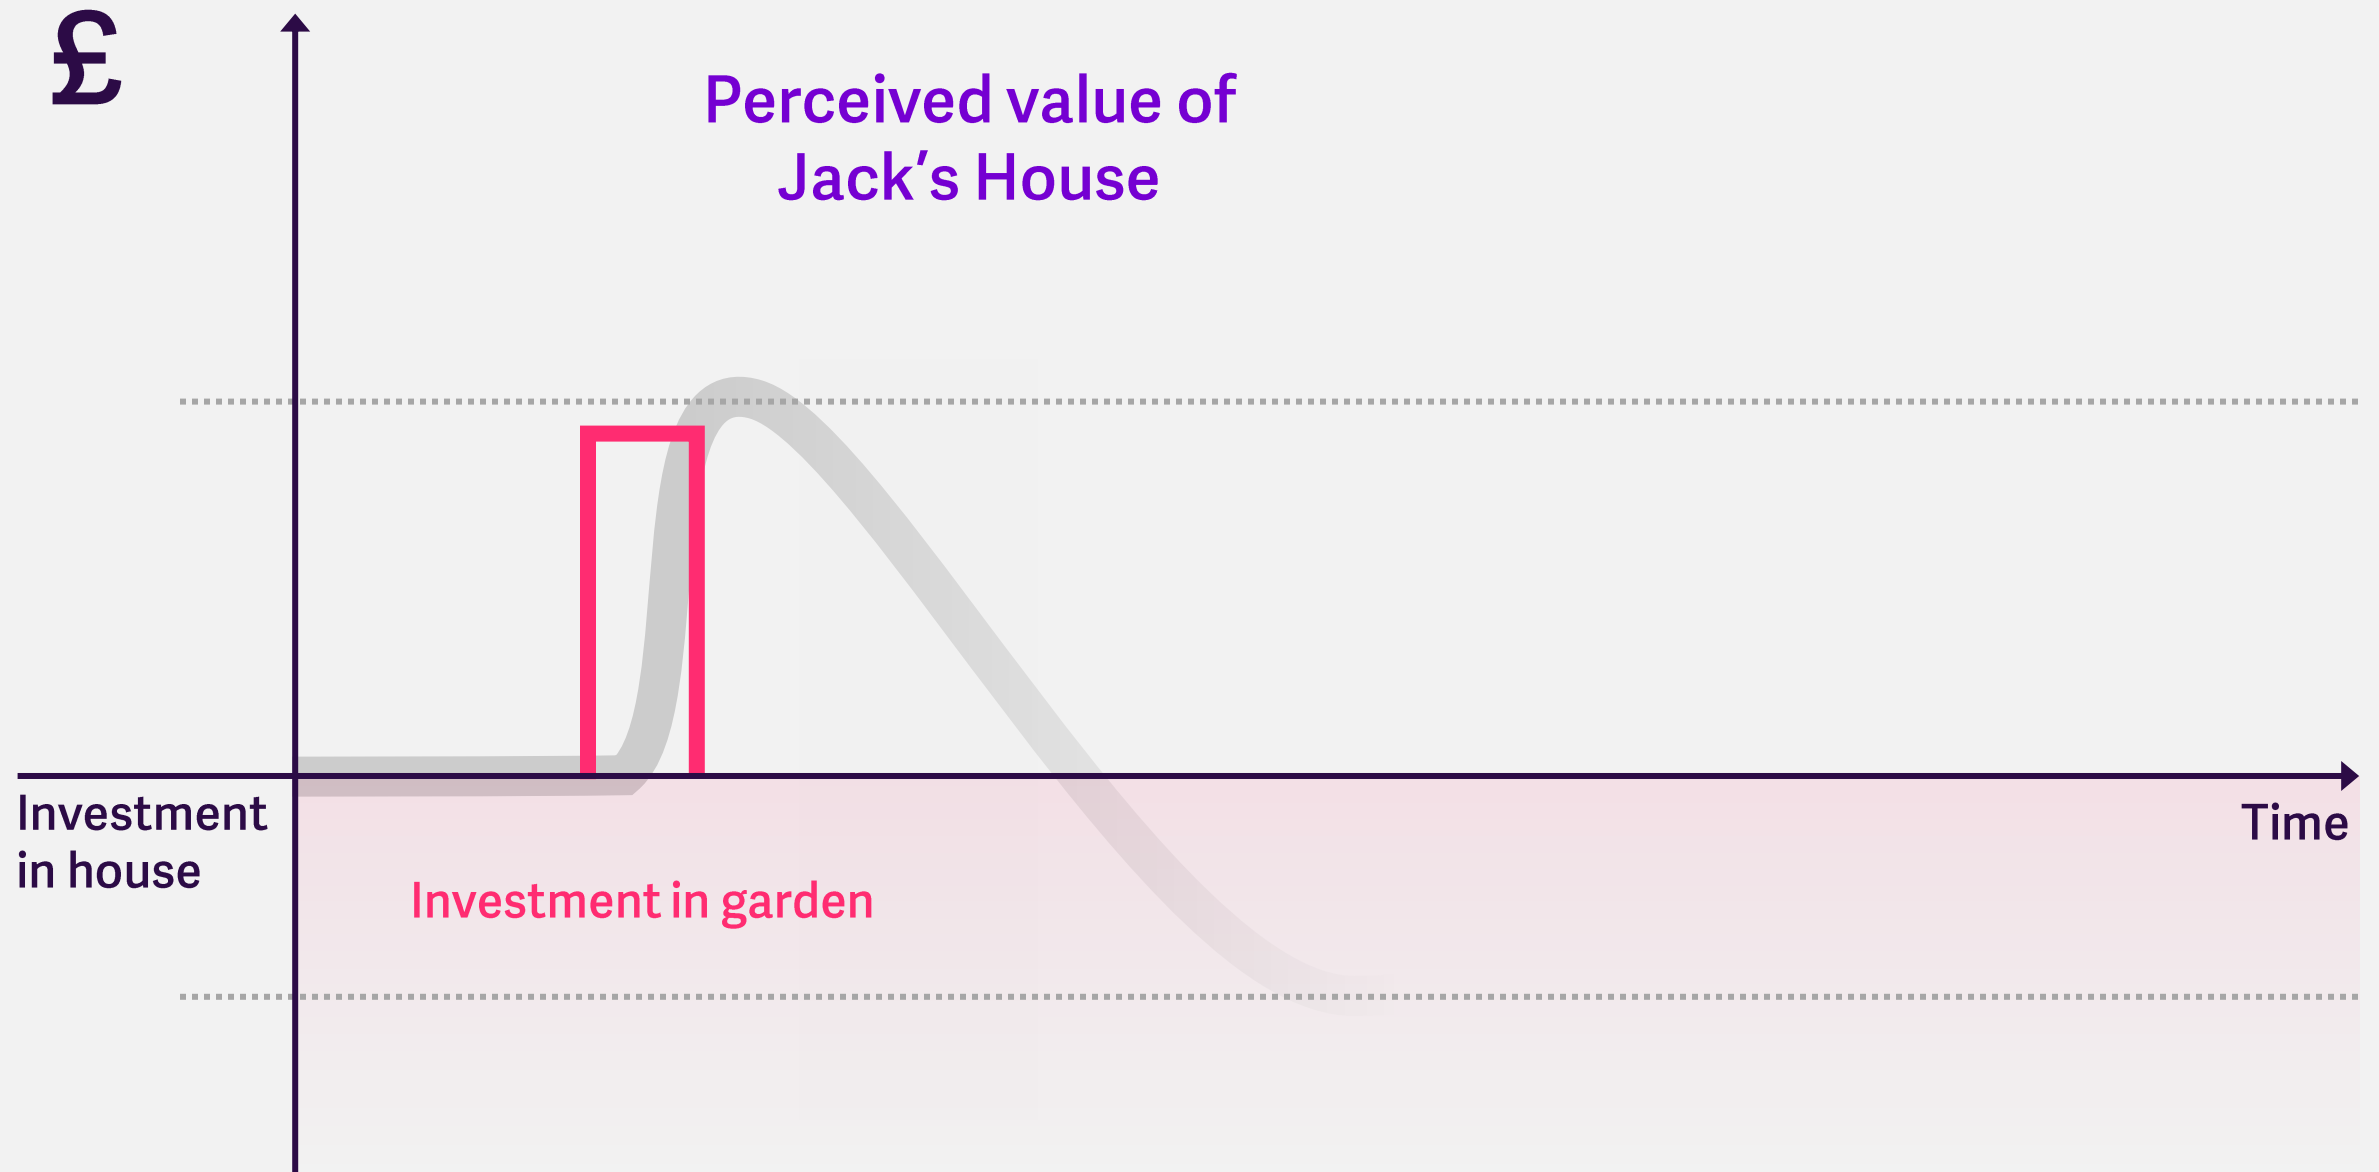 £
Perceived value of
Jack’s House
Investment
in house
Time
Investment in garden